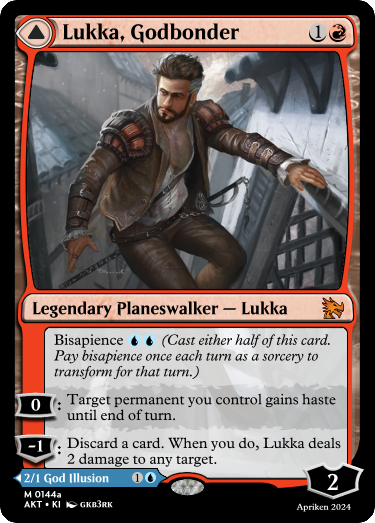 Lukka, Godbonder 1
Legendary Planeswalker — Lukka
Bisapience (Cast either half of this card.
Pay bisapience once each turn as a sorcery to
transform for that turn.)
0: Target permanent you control gains haste
until end of turn.
-1: Discard a card. When you do, Lukka deals
2 damage to any target.
2/1 God Illusion 1
2
M 0144a
AKT • KI GKB3RK
Apriken 2024